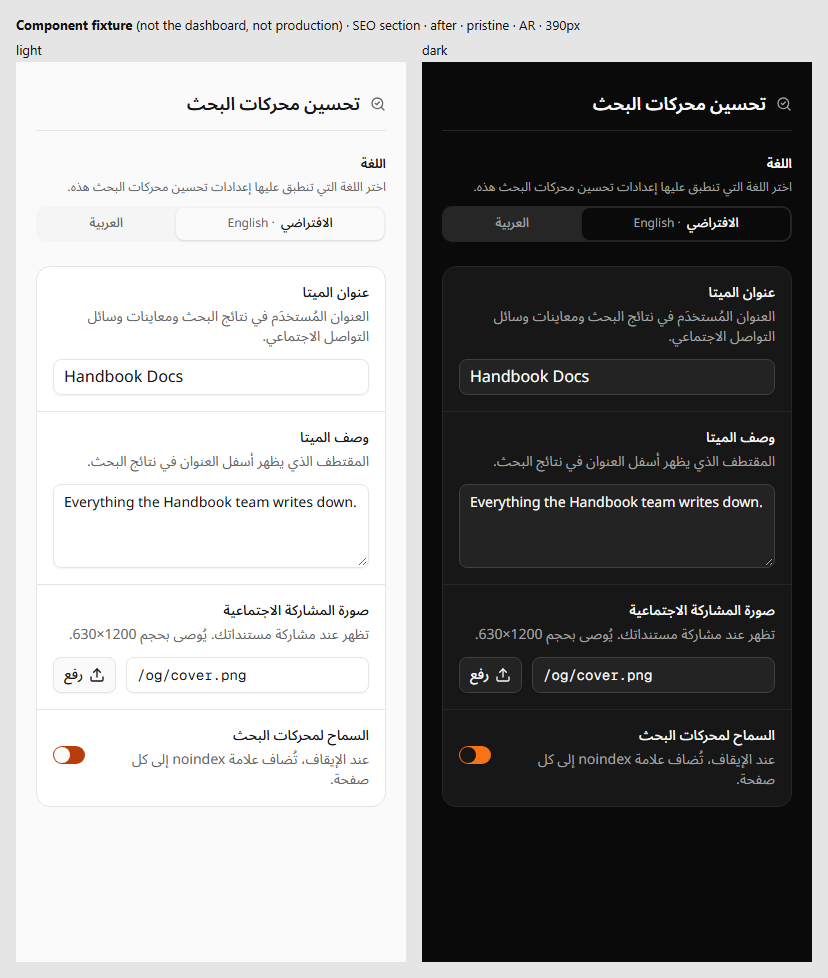 Component fixture (not the dashboard, not production) · SEO section · after · pristine · AR · 390px
light
تحسين محركات البحث
اللغة
اختر اللغة التي تنطبق عليها إعدادات تحسين محركات البحث هذه.
الافتراضي · English
العربية
عنوان الميتا
العنوان المُستخدَم في نتائج البحث ومعاينات وسائل
التواصل الاجتماعي.
Handbook Docs
وصف الميتا
المقتطف الذي يظهر أسفل العنوان في نتائج البحث.
Everything the Handbook team writes down.
صورة المشاركة الاجتماعية
تظهر عند مشاركة مستنداتك. يُوصى بحجم 1200×630.
/og/cover.png
رفع
السماح لمحركات البحث
عند الإيقاف، تُضاف علامة noindex إلى كل
صفحة.
dark
تحسين محركات البحث
اللغة
اختر اللغة التي تنطبق عليها إعدادات تحسين محركات البحث هذه.
الافتراضي · English
العربية
عنوان الميتا
العنوان المُستخدَم في نتائج البحث ومعاينات وسائل
التواصل الاجتماعي.
Handbook Docs
وصف الميتا
المقتطف الذي يظهر أسفل العنوان في نتائج البحث.
Everything the Handbook team writes down.
صورة المشاركة الاجتماعية
تظهر عند مشاركة مستنداتك. يُوصى بحجم 1200×630.
/og/cover.png
رفع
السماح لمحركات البحث
عند الإيقاف، تُضاف علامة noindex إلى كل
صفحة.